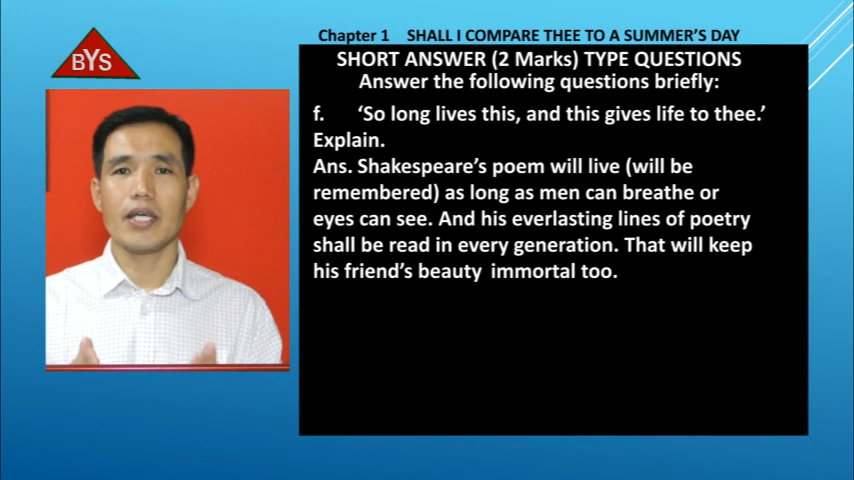 Chapter 1 SHALL I COMPARE THEE TO A SUMMER'S DAY
BYS
SHORT ANSWER (2 Marks) TYPE QUESTIONS
Answer the following questions briefly:
f. ‘So long lives this, and this gives life to thee.’
Explain.
Ans. Shakespeare’s poem will live (will be
remembered) as long as men can breathe or
eyes can see. And his everlasting lines of poetry
shall be read in every generation. That will keep
his friend’s beauty immortal too.